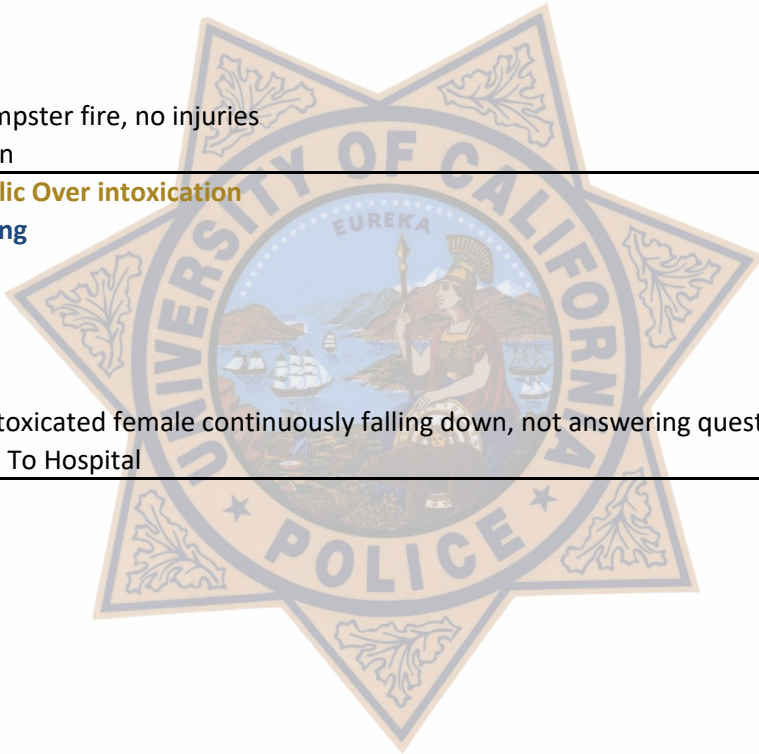 mpster fire, no injuries
n
lic Over intoxication
ng
UNIVERSITY OF CALIFORNIA
EUREKA
toxicated female continuously falling down, not answering quest
To Hospital
POLICE